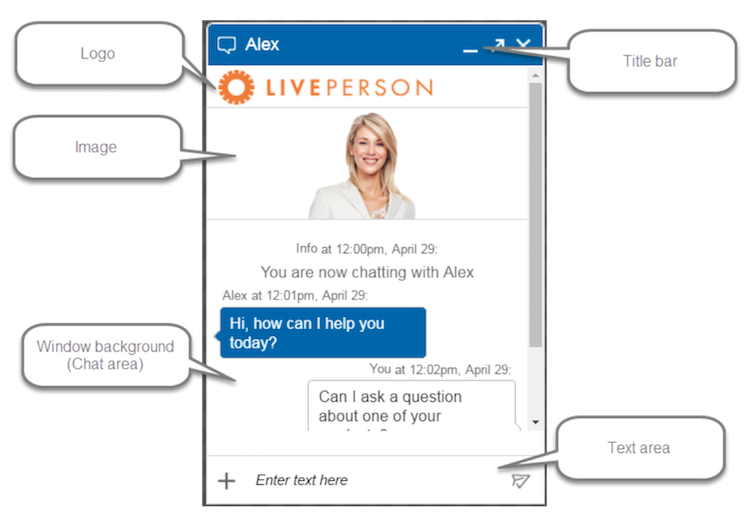 Alex
Logo
Title bar
LIVEPERSON
Image
Info at 12:00pm, April 29:
You are now chatting with Alex
Alex at 12:01pm, April 29:
Hi, how can I help you
today?
Window background
(Chat area)
You at 12:02pm, April 29:
Can I ask a question
about one of your
Text area
Enter text here